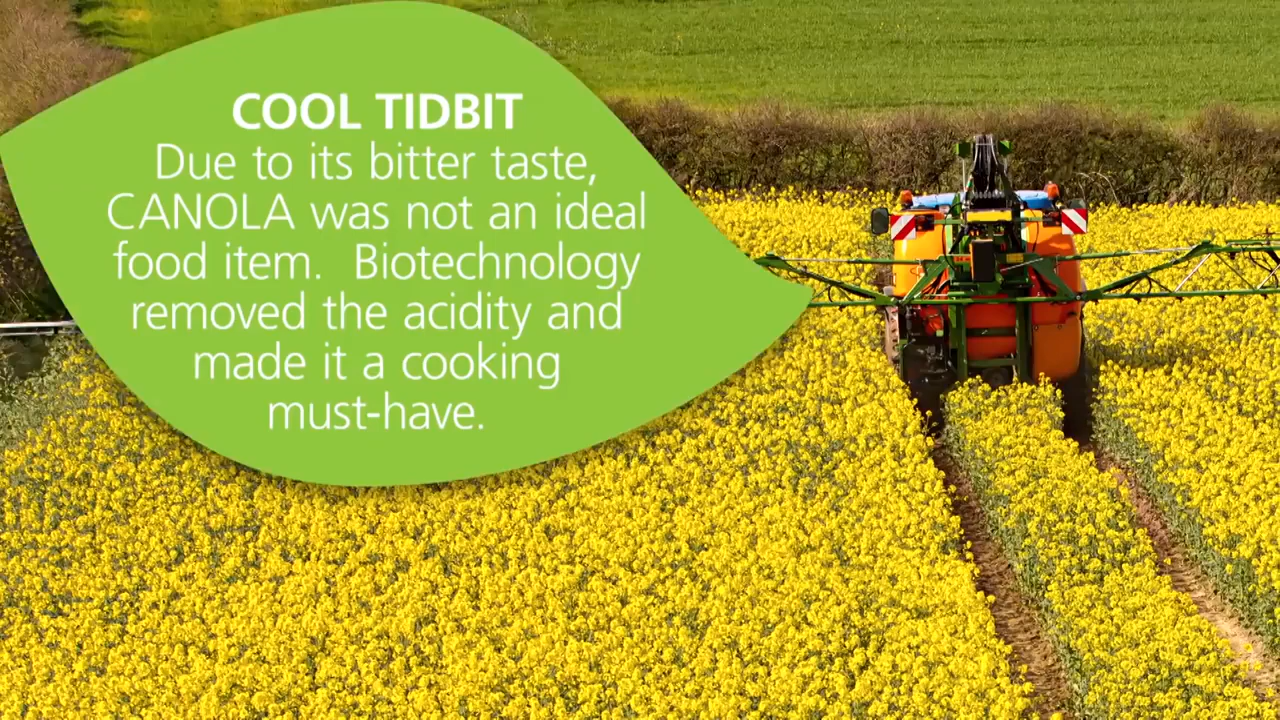 COOL TIDBIT
Due to its bitter taste,
CANOLA was not an ideal
food item.  Biotechnology
removed the acidity and
made it a cooking
must-have.